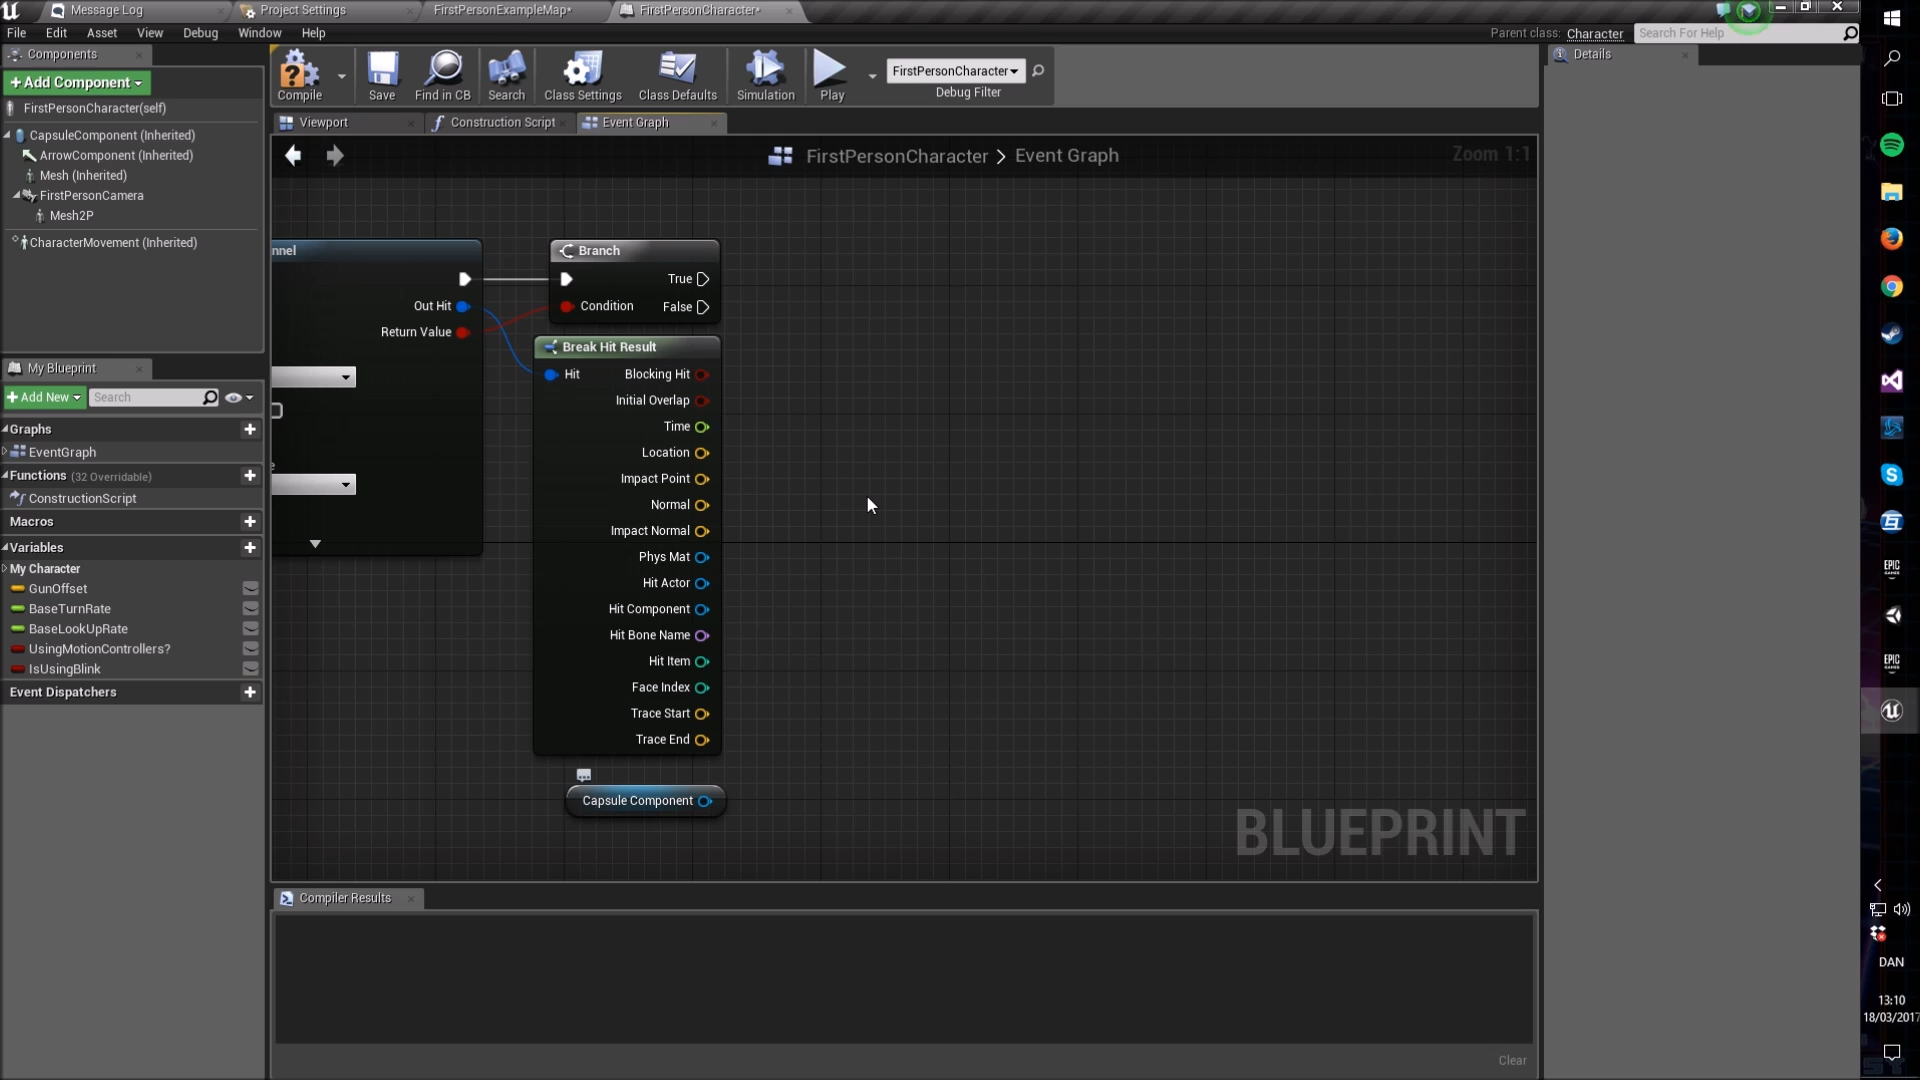 Message Log
Project Settings
FirstPersonExampleMap*
FirstPersonCharacter*
File
Edit
Asset
View
Debug
Window
Help
Parent class:
Character
Search For Help
Components
+Add Component
FirstPersonCharacter(self)
CapsuleComponent (Inherited)
ArrowComponent (Inherited)
Mesh (Inherited)
FirstPersonCamera
Mesh2P
CharacterMovement (Inherited)
My Blueprint
+Add New
Search
Graphs
EventGraph
Functions (32 Overridable)
ConstructionScript
Macros
Variables
My Character
GunOffset
BaseTurnRate
BaseLookUpRate
UsingMotionControllers?
IsUsingBlink
Event Dispatchers
Compile
Save
Find in CB
Search
Class Settings
Class Defaults
Simulation
Play
FirstPersonCharacter
Debug Filter
Viewport
Construction Script
Event Graph
FirstPersonCharacter > Event Graph
Zoom 1:1
nnel
Out Hit
Return Value
e
Branch
True
Condition
False
Break Hit Result
Hit
Blocking Hit
Initial Overlap
Time
Location
Impact Point
Normal
Impact Normal
Phys Mat
Hit Actor
Hit Component
Hit Bone Name
Hit Item
Face Index
Trace Start
Trace End
Capsule Component
BLUEPRINT
Compiler Results
Clear
Details
EPIC
GAMES
EPIC
GAMES
DAN
13:10
18/03/2017